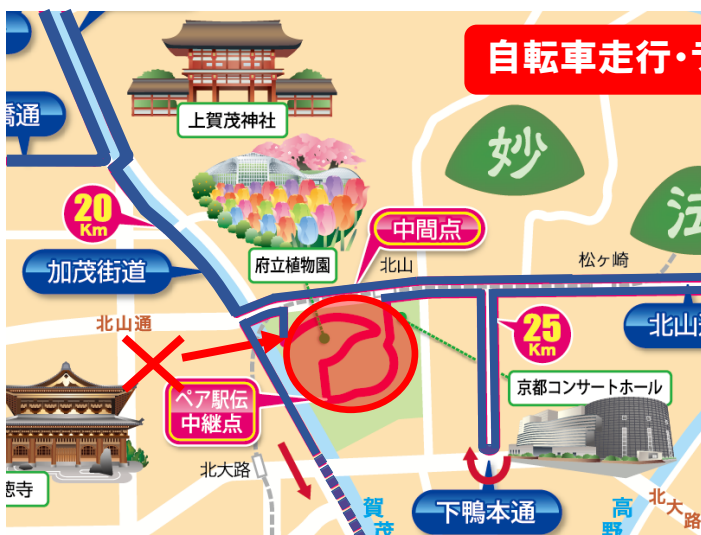 自転車走行・
上賀茂神社
橋通
妙
法
20
Km
中間点
府立植物園
北山
松ヶ崎
加茂街道
北山通
25
Km
北山通
ペア駅伝
中継点
京都コンサートホール
徳寺
北大路
下鴨本通
賀
茂
高
野
北大路